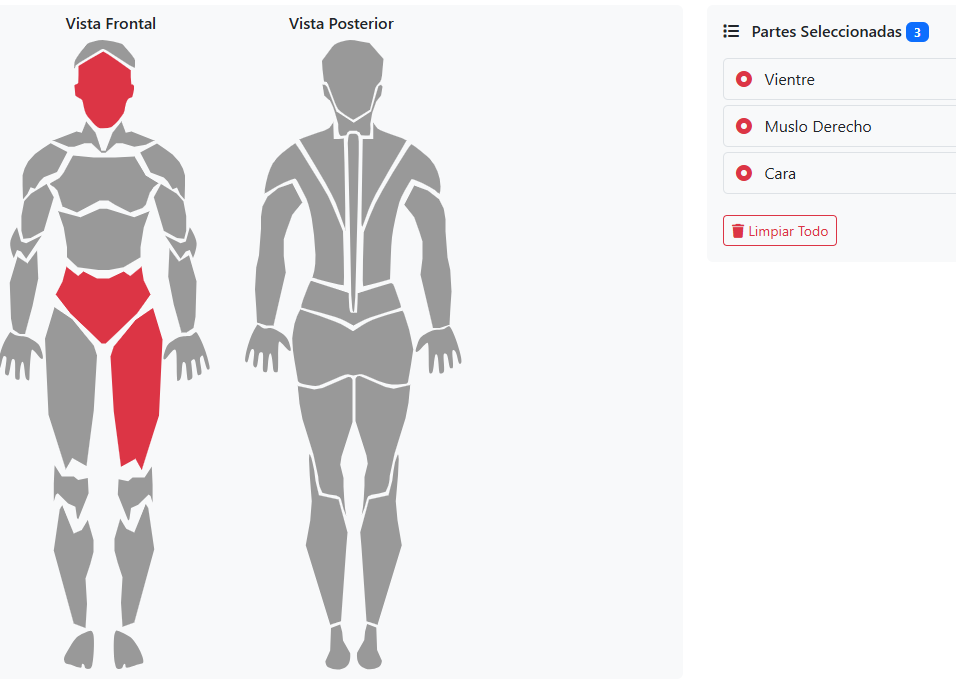 Vista Frontal
Vista Posterior
Partes Seleccionadas 3
Vientre
Muslo Derecho
Cara
Limpiar Todo